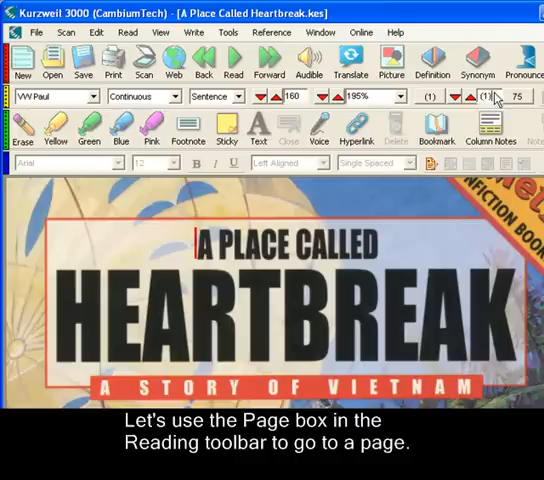 Kurzweil 3000 (CambiumTech) - [A Place Called Heartbreak.kes]
File Scan Edit Read Write Tools Reference Window Online Help
New Open Save Print Scan Web Back Read Forward Audible Translate Picture Definition Synonym Pronounc
VW Paul Continuous Sentence 160 195% (1) (1) 75
Erase Yellow Green Blue Pink Footnote Sticky Text Close Voice Hyperlink Delete Bookmark Column Notes Note
Arial 12 B I U Left Aligned Single Spaced
NFICTION BOOK
A PLACE CALLED
HEARTBREAK
A STORY OF VIETNAM
Let's use the Page box in the
Reading toolbar to go to a page.